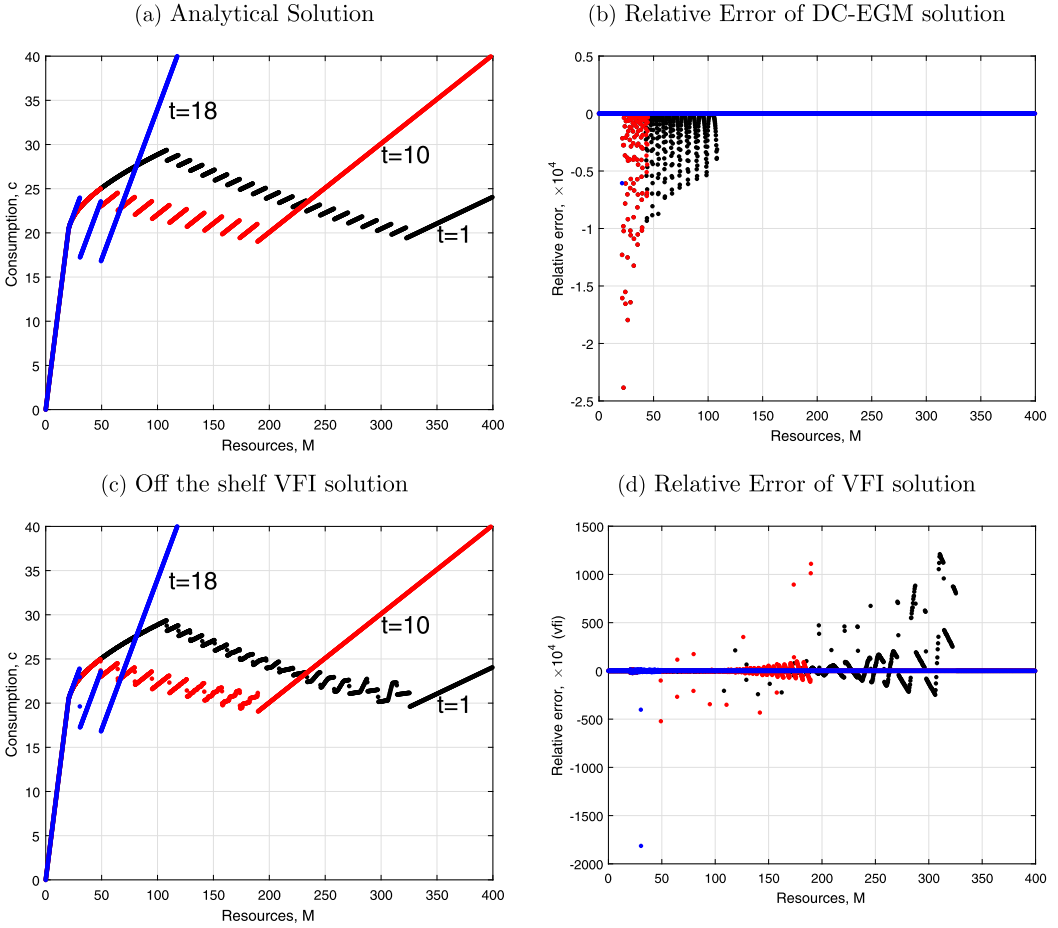 (a) Analytical Solution
40
35
30
25
20
15
10
5
0
Consumption, c
t=18
t=10
t=1
0 50 100 150 200 250 300 350 400
Resources, M
(b) Relative Error of DC-EGM solution
0.5
0
-0.5
-1
-1.5
-2
-2.5
Relative error, ×10⁴
0 50 100 150 200 250 300 350 400
Resources, M
(c) Off the shelf VFI solution
40
35
30
25
20
15
10
5
0
Consumption, c
t=18
t=10
t=1
0 50 100 150 200 250 300 350 400
Resources, M
(d) Relative Error of VFI solution
1500
1000
500
0
-500
-1000
-1500
-2000
Relative error, ×10⁴ (vfi)
0 50 100 150 200 250 300 350 400
Resources, M